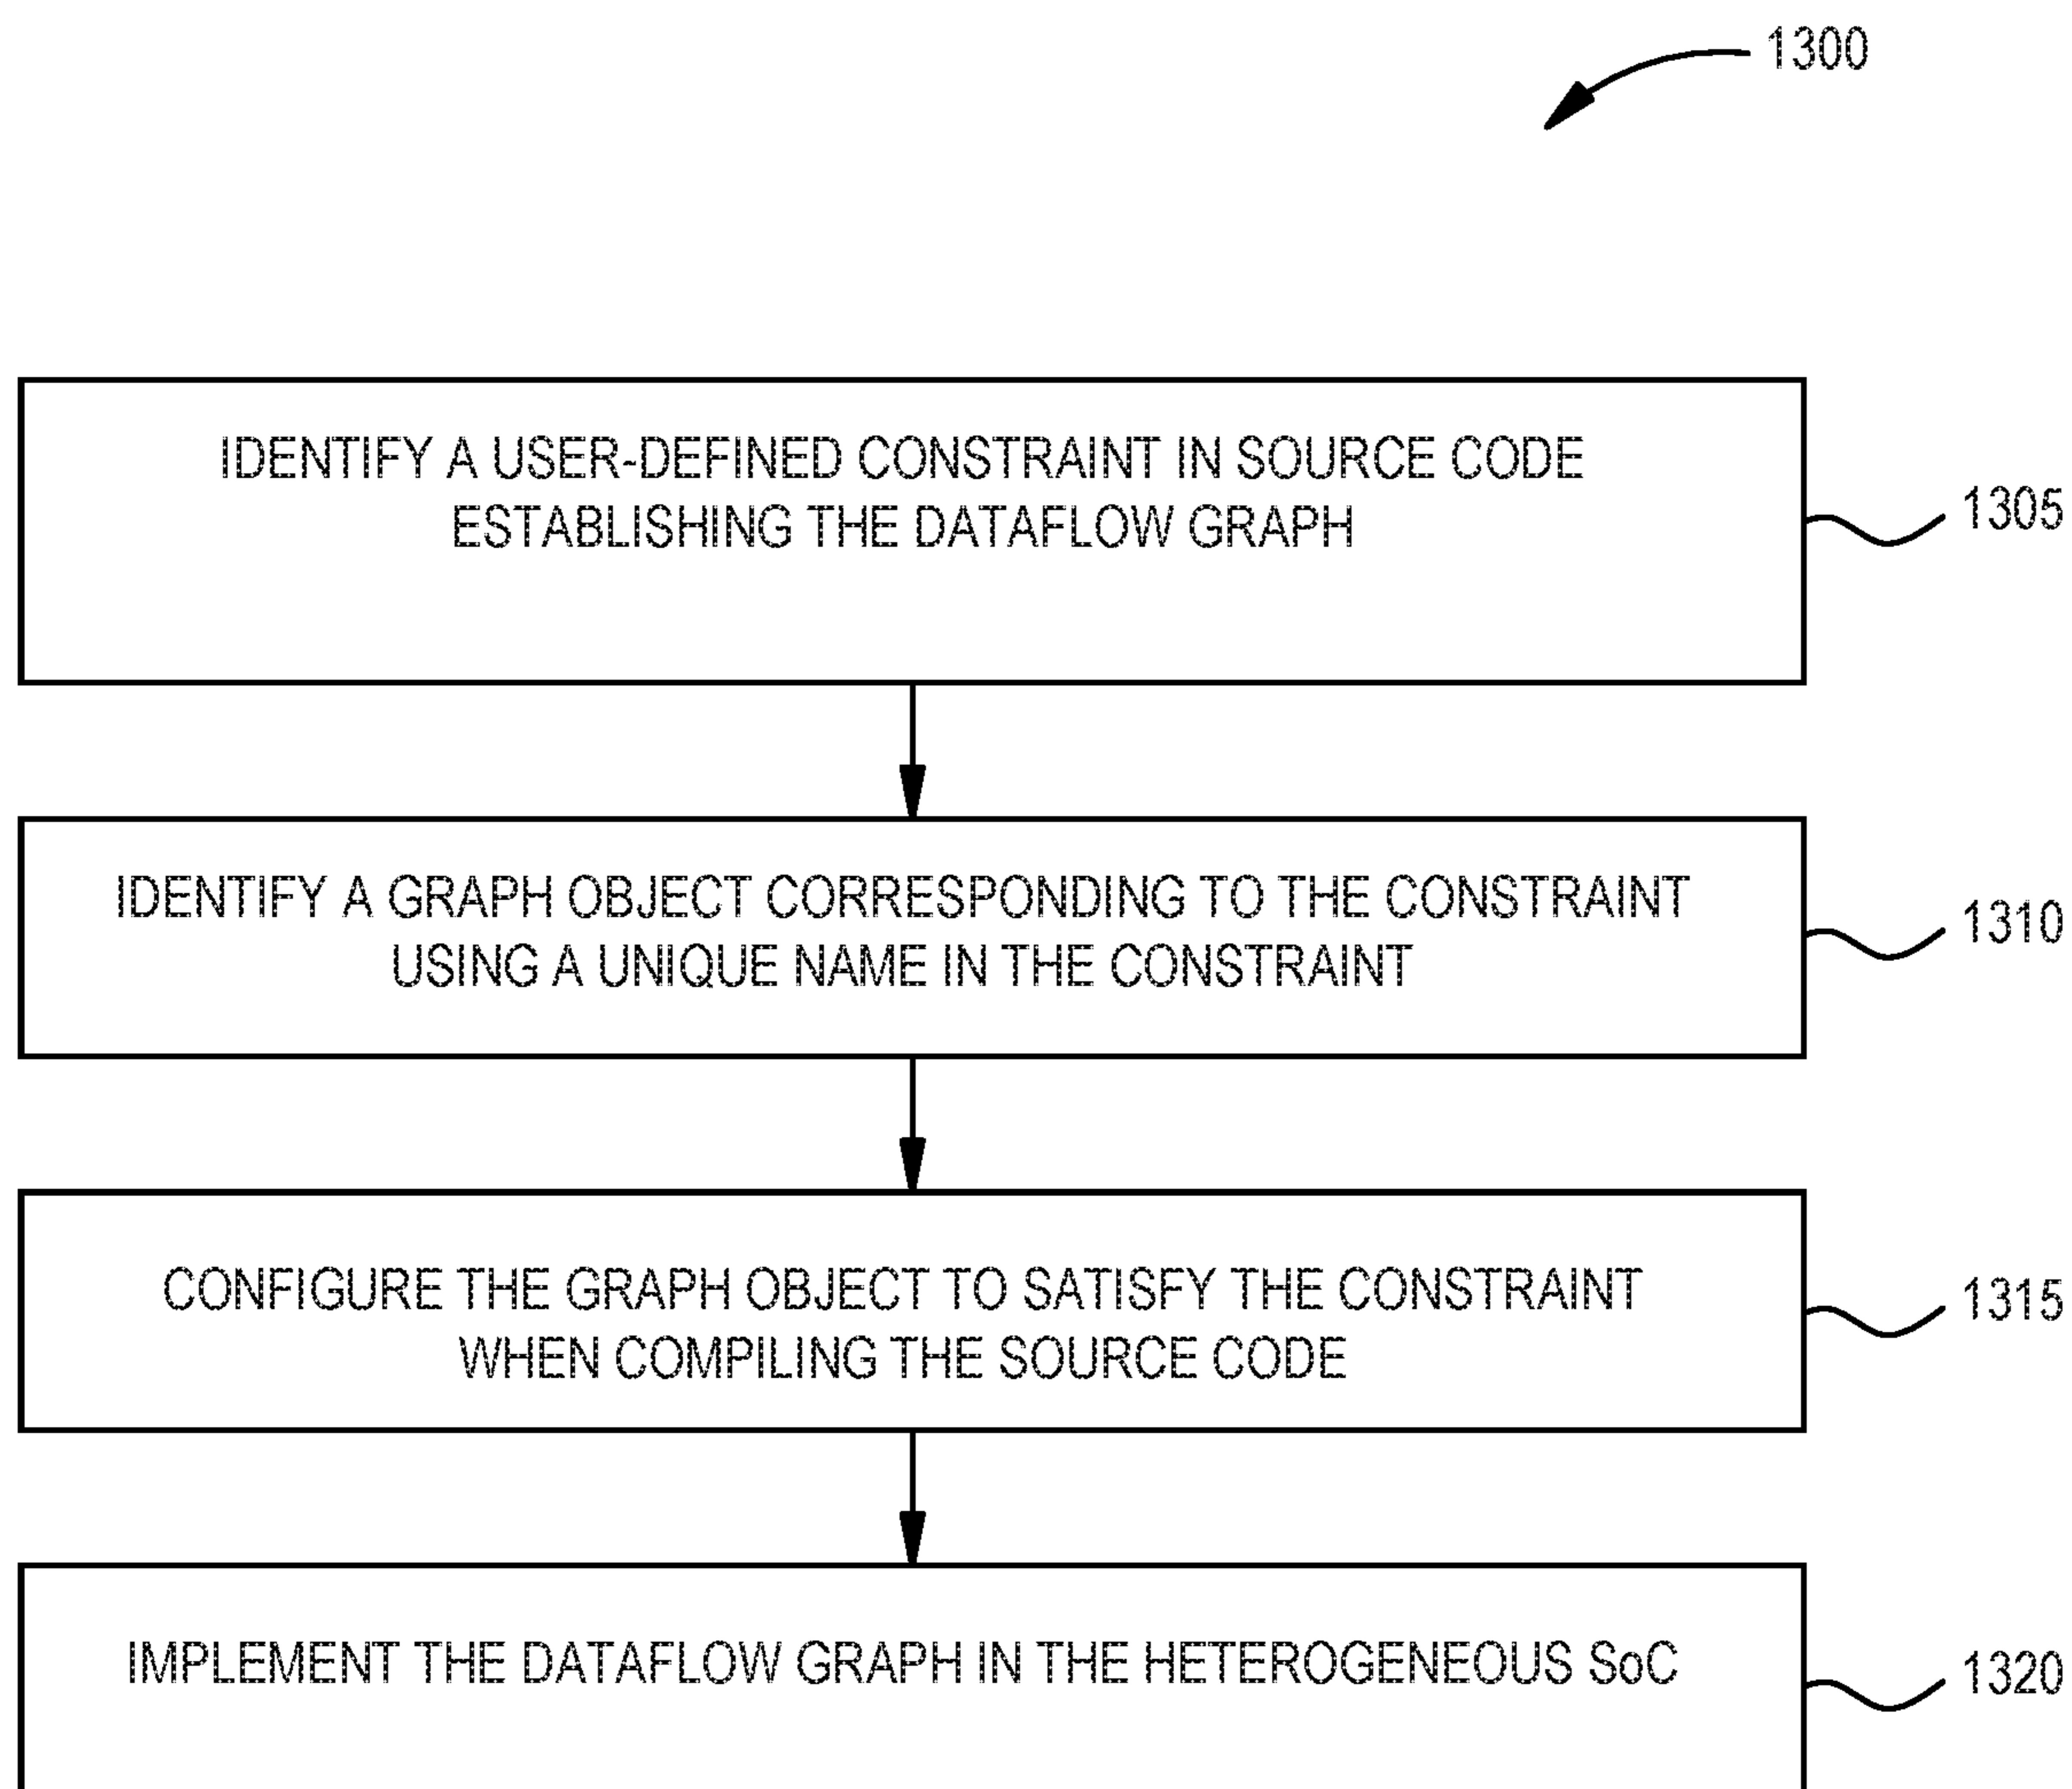 1300
IDENTIFY A USER-DEFINED CONSTRAINT IN SOURCE CODE
ESTABLISHING THE DATAFLOW GRAPH
1305
IDENTIFY A GRAPH OBJECT CORRESPONDING TO THE CONSTRAINT
USING A UNIQUE NAME IN THE CONSTRAINT
1310
CONFIGURE THE GRAPH OBJECT TO SATISFY THE CONSTRAINT
WHEN COMPILING THE SOURCE CODE
1315
IMPLEMENT THE DATAFLOW GRAPH IN THE HETEROGENEOUS SoC
1320